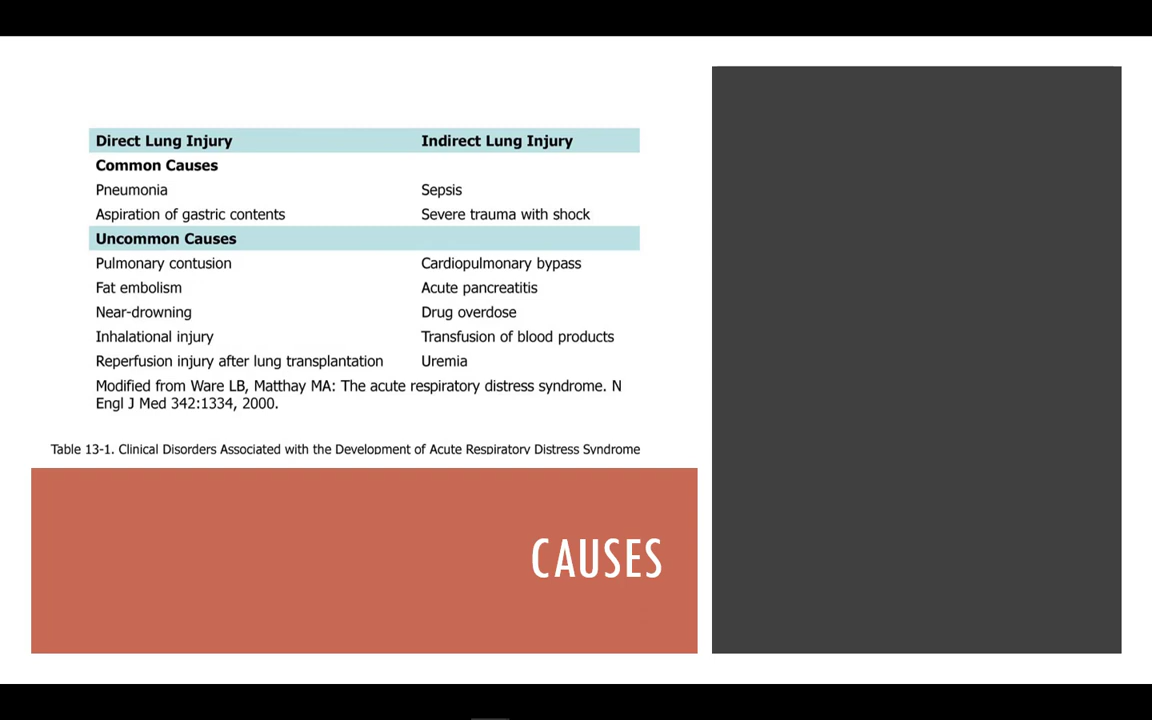 Direct Lung Injury Indirect Lung Injury
Common Causes
Pneumonia Sepsis
Aspiration of gastric contents Severe trauma with shock
Uncommon Causes
Pulmonary contusion Cardiopulmonary bypass
Fat embolism Acute pancreatitis
Near-drowning Drug overdose
Inhalational injury Transfusion of blood products
Reperfusion injury after lung transplantation Uremia
Modified from Ware LB, Matthay MA: The acute respiratory distress syndrome. N
Engl J Med 342:1334, 2000.
Table 13-1. Clinical Disorders Associated with the Development of Acute Respiratory Distress Syndrome
CAUSES